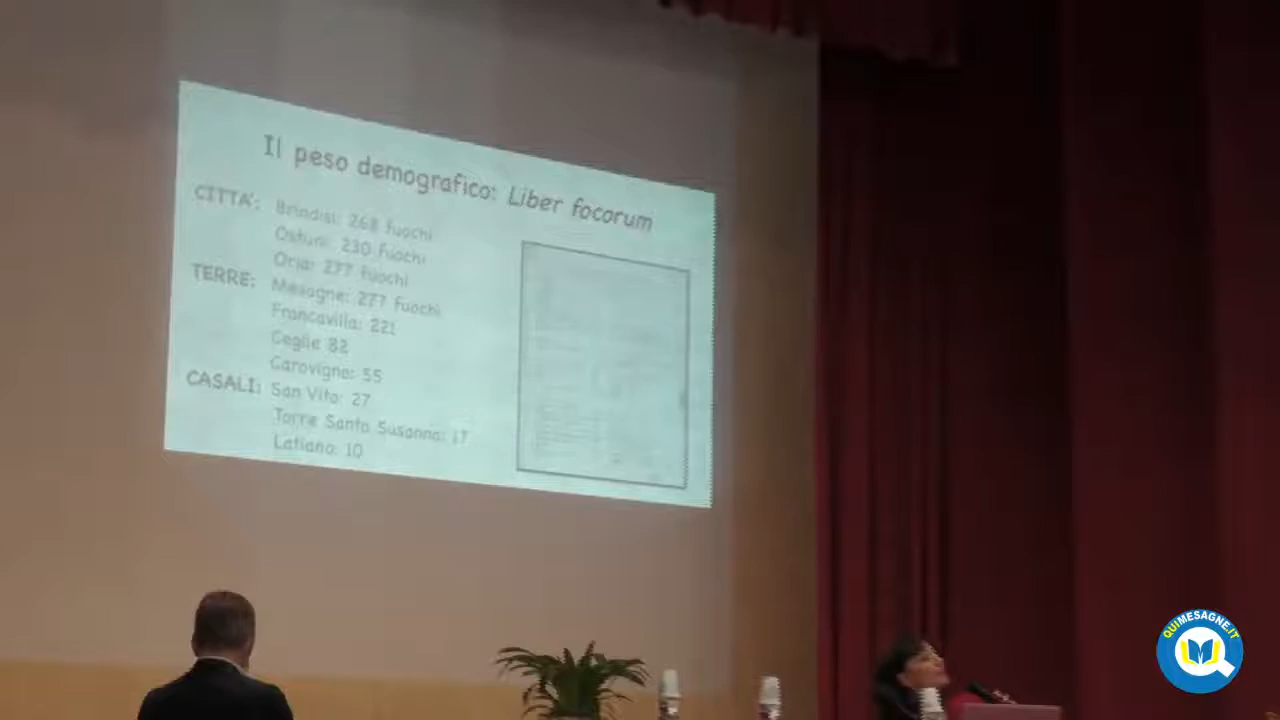 Il peso demografico: Liber focorum
CITTA': Brindisi: 268 fuochi
Ostuni: 230 fuochi
Oria: 277 fuochi
TERRE: Mesagne: 277 fuochi
Francavilla: 221
Ceglie 82
Carovigno: 55
CASALI: San Vito: 27
Torre Santa Susanna: 17
Latiano: 10
QUIMESAGNE.IT